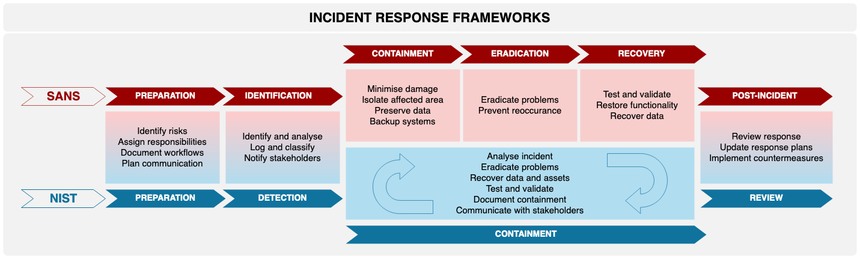 INCIDENT RESPONSE FRAMEWORKS
CONTAINMENT
ERADICATION
RECOVERY
SANS
PREPARATION
IDENTIFICATION
POST-INCIDENT
Minimise damage
Isolate affected area
Preserve data
Backup systems
Eradicate problems
Prevent reoccurance
Test and validate
Restore functionality
Recover data
Identify risks
Assign responsibilities
Document workflows
Plan communication
Identify and analyse
Log and classify
Notify stakeholders
Review response
Update response plans
Implement countermeasures
Analyse incident
Eradicate problems
Recover data and assets
Test and validate
Document containment
Communicate with stakeholders
NIST
PREPARATION
DETECTION
REVIEW
CONTAINMENT